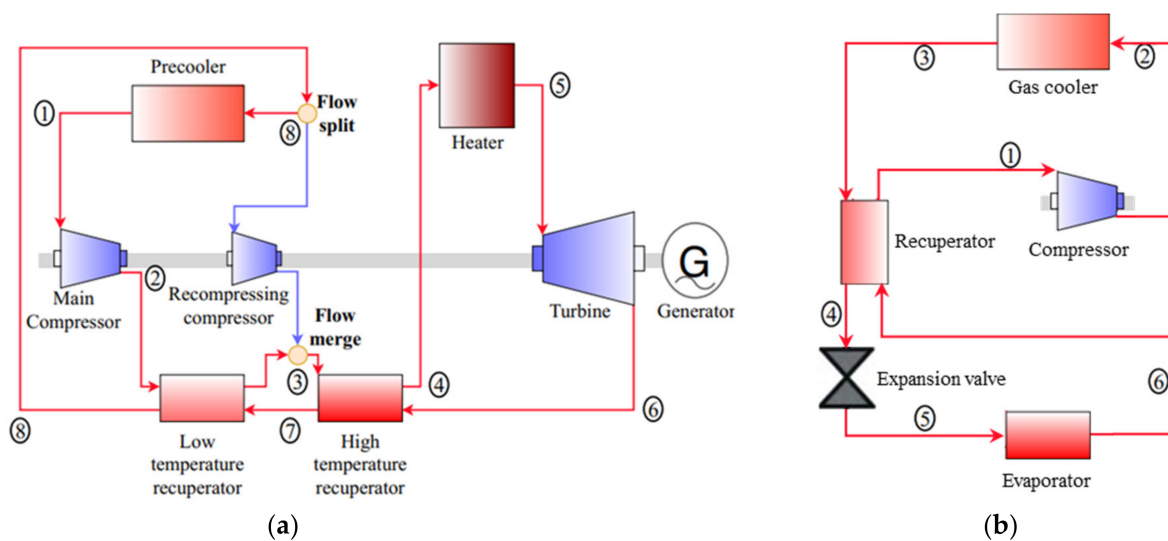 Precooler
①
⑧
Flow
split
Heater
⑤
Main
Compressor
②
Recompressing
compressor
Turbine
G
Generator
Flow
merge
③
④
⑥
⑦
⑧
Low
temperature
recuperator
High
temperature
recuperator
(a)
③
Gas cooler
②
①
Recuperator
Compressor
④
Expansion valve
⑥
⑤
Evaporator
(b)